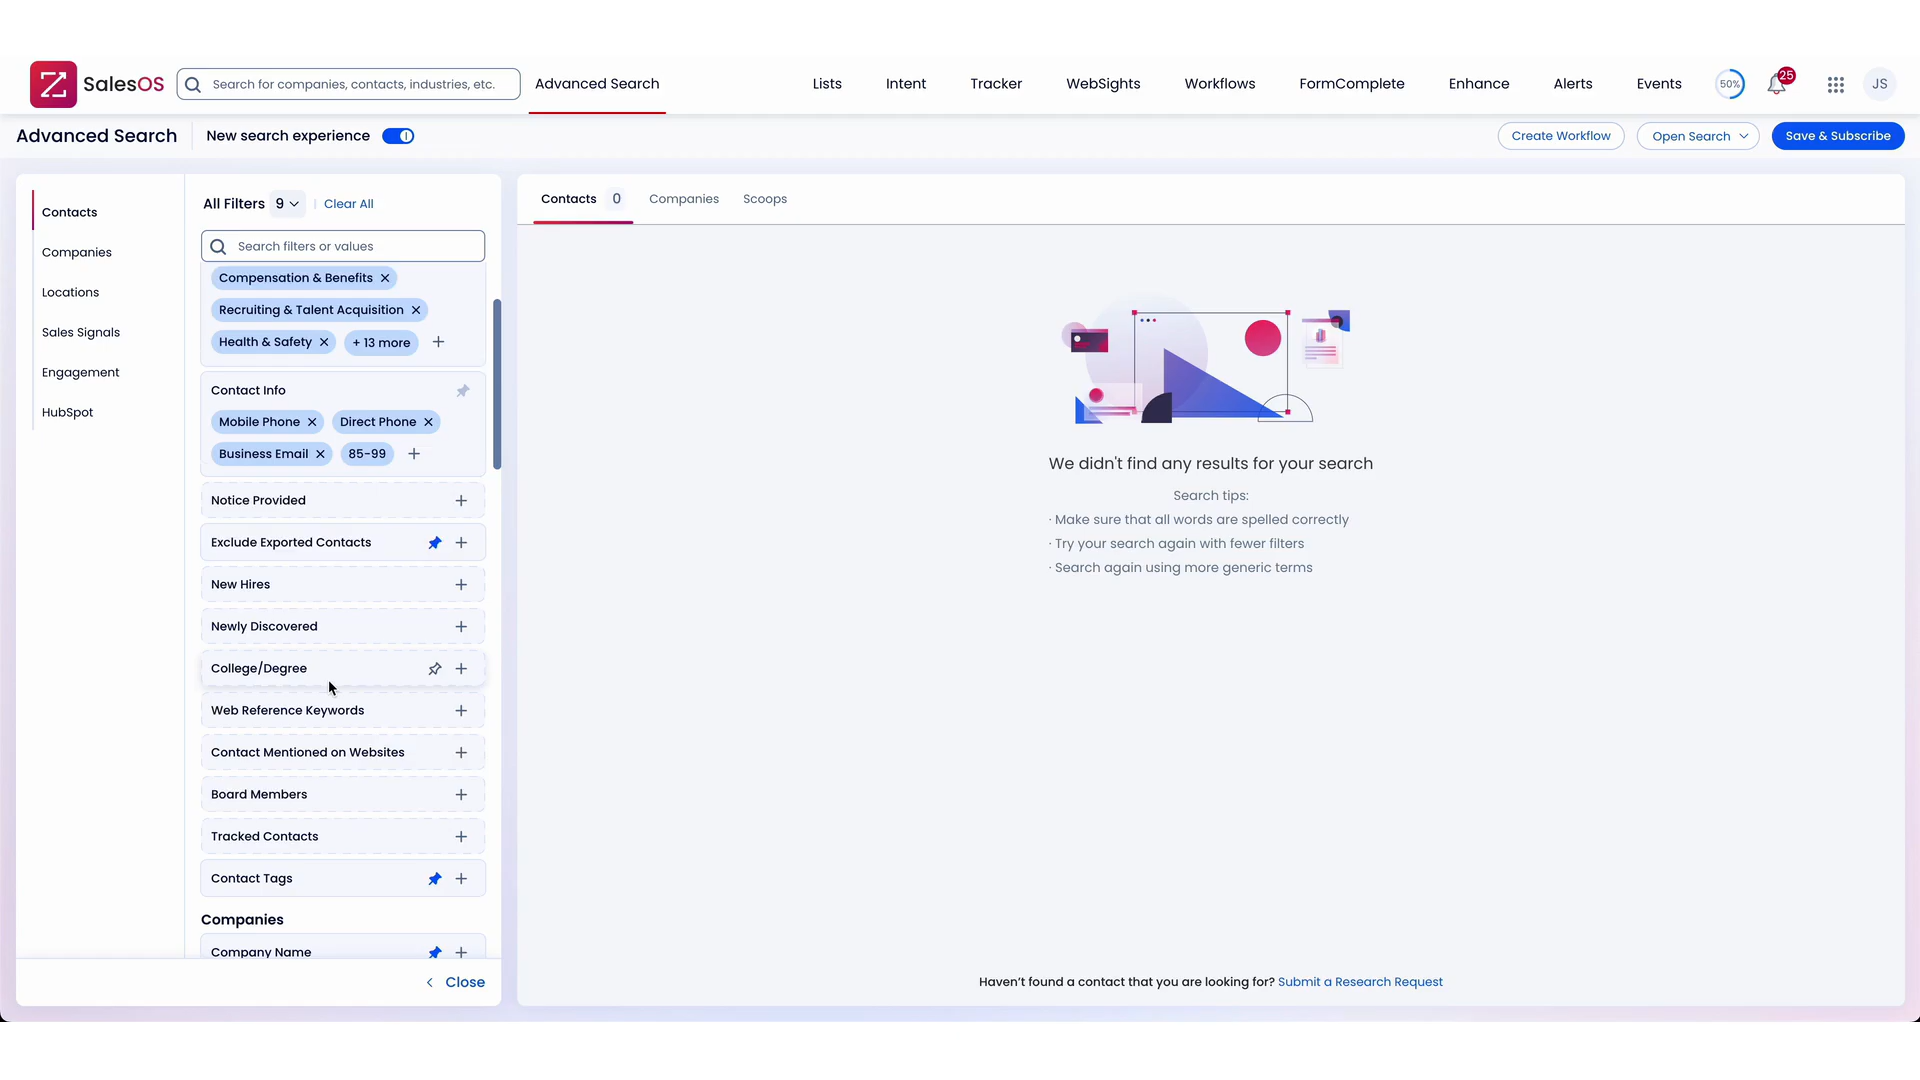 SalesOS
Search for companies, contacts, industries, etc.
Advanced Search
Lists
Intent
Tracker
WebSights
Workflows
FormComplete
Enhance
Alerts
Events
50%
25
JS
Advanced Search
New search experience
Create Workflow
Open Search
Save & Subscribe
Contacts
Companies
Locations
Sales Signals
Engagement
HubSpot
All Filters 9
Clear All
Search filters or values
Compensation & Benefits
Recruiting & Talent Acquisition
Health & Safety
+ 13 more
Contact Info
Mobile Phone
Direct Phone
Business Email
85-99
Notice Provided
Exclude Exported Contacts
New Hires
Newly Discovered
College/Degree
Web Reference Keywords
Contact Mentioned on Websites
Board Members
Tracked Contacts
Contact Tags
Companies
Company Name
Close
Contacts 0
Companies
Scoops
We didn't find any results for your search
Search tips:
· Make sure that all words are spelled correctly
· Try your search again with fewer filters
· Search again using more generic terms
Haven't found a contact that you are looking for? Submit a Research Request